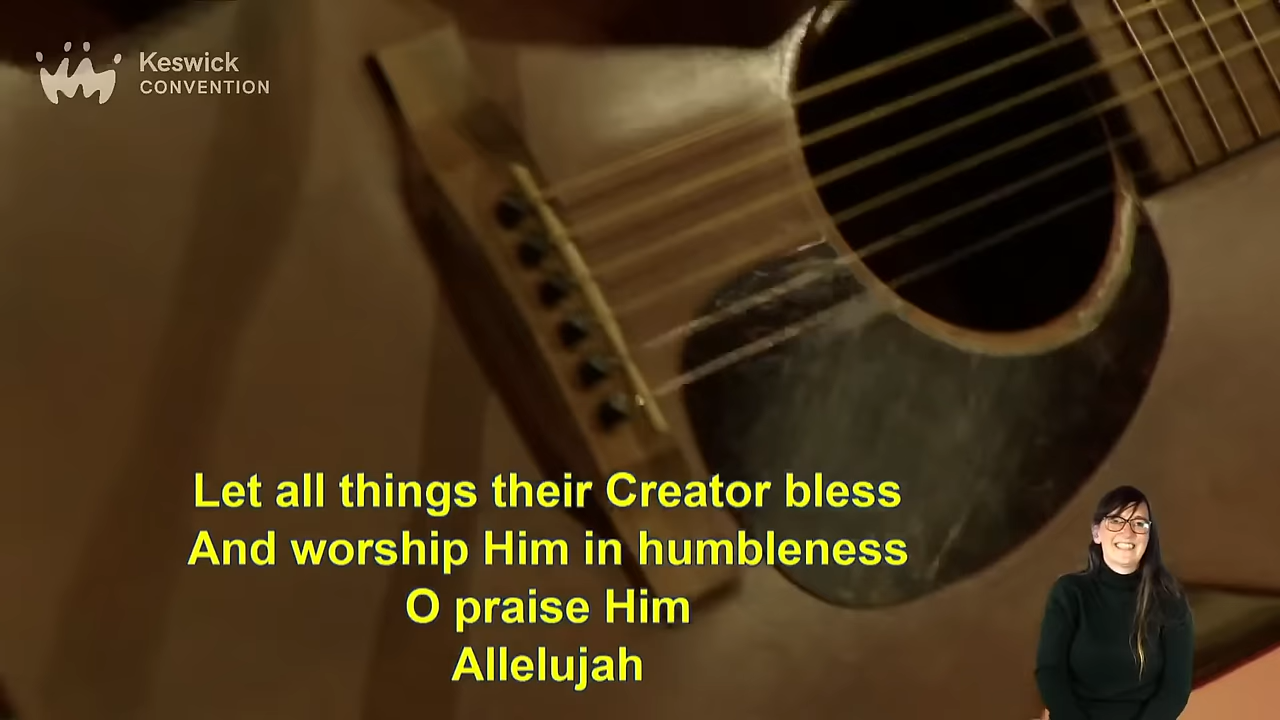 Keswick
CONVENTION
Let all things their Creator bless
And worship Him in humbleness
O praise Him
Allelujah